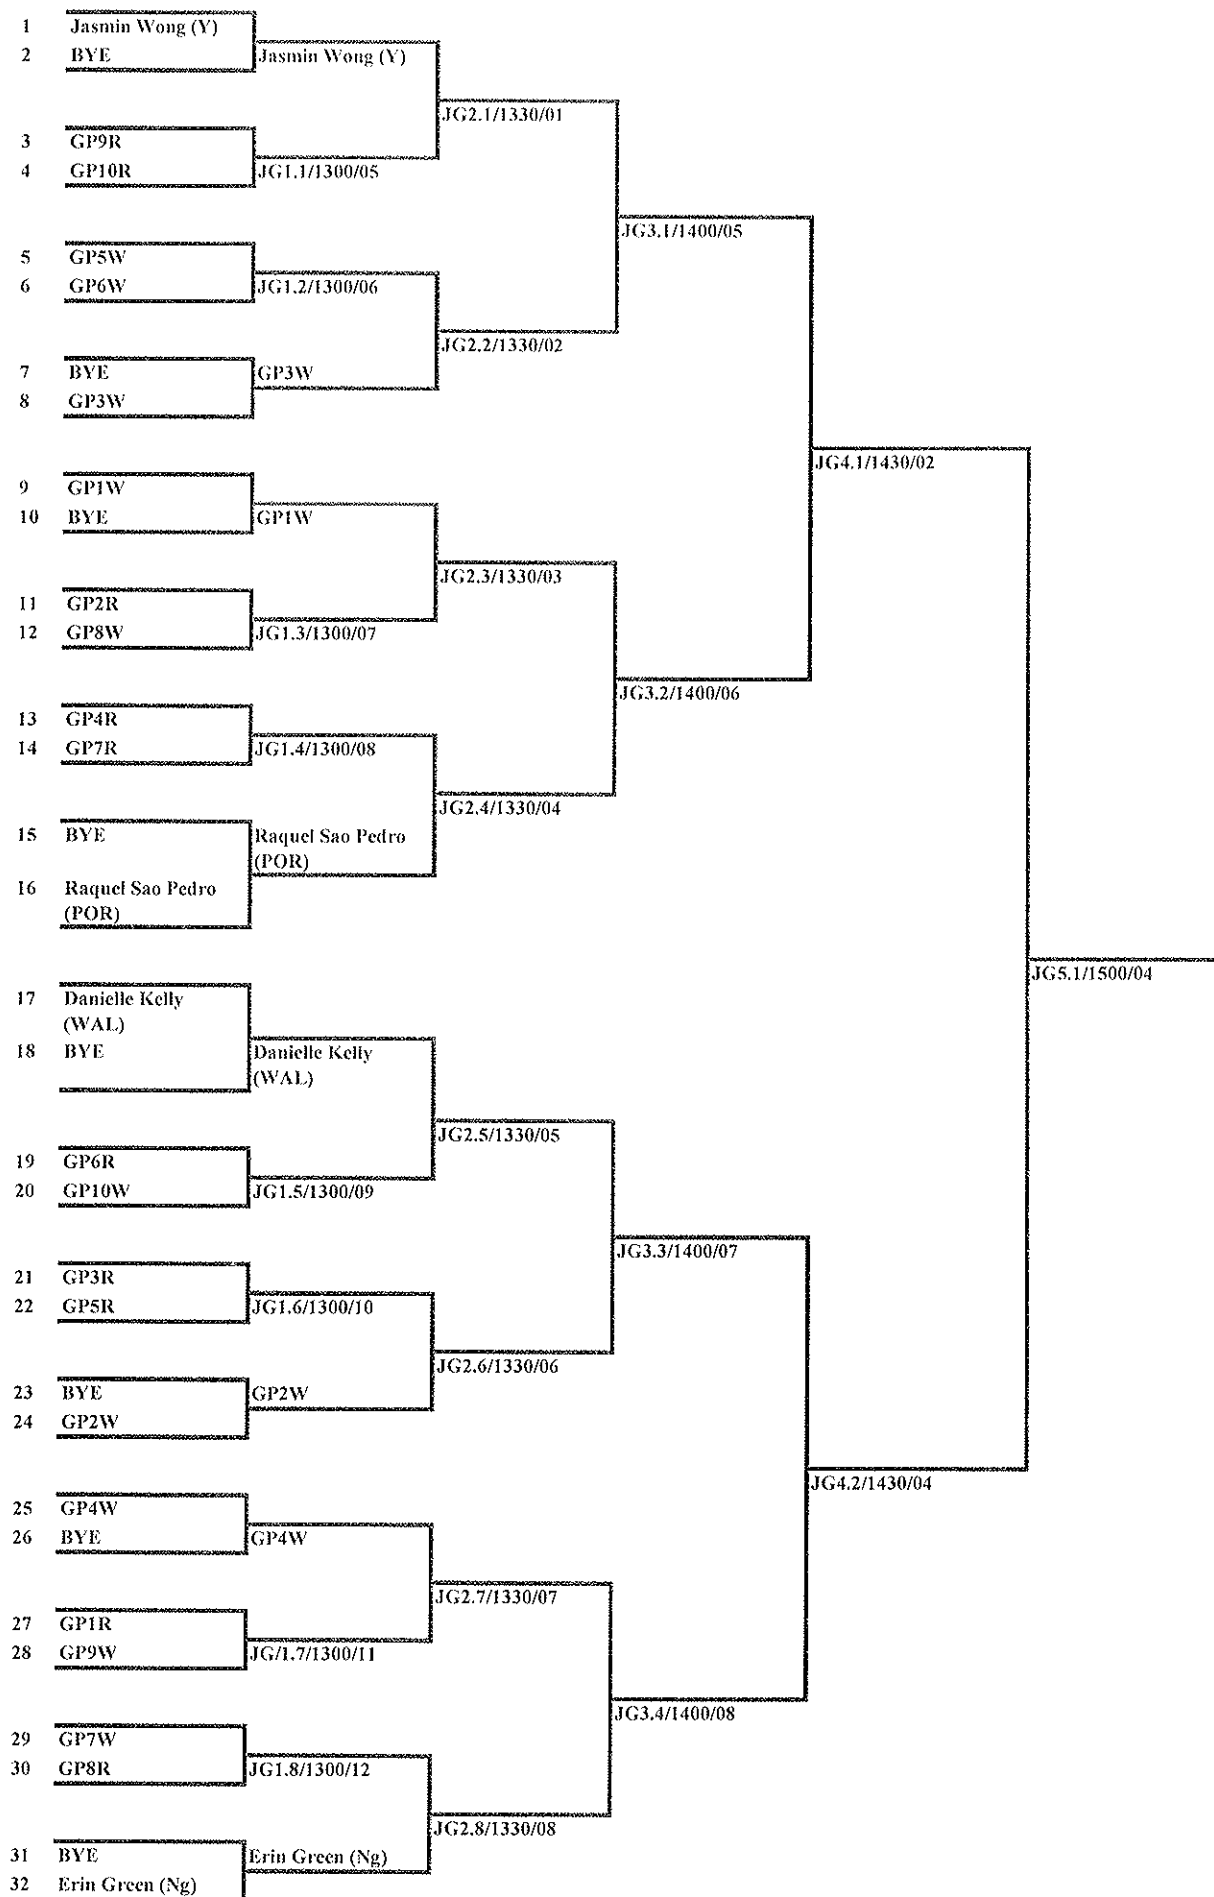 1 Jasmin Wong (Y)
2 BYE
Jasmin Wong (Y)
JG2.1/1330/01
3 GP9R
4 GP10R
JG1.1/1300/05
JG3.1/1400/05
5 GP5W
6 GP6W
JG1.2/1300/06
JG2.2/1330/02
7 BYE
8 GP3W
GP3W
JG4.1/1430/02
9 GP1W
10 BYE
GP1W
JG2.3/1330/03
11 GP2R
12 GP8W
JG1.3/1300/07
JG3.2/1400/06
13 GP4R
14 GP7R
JG1.4/1300/08
JG2.4/1330/04
15 BYE
Raquel Sao Pedro
(POR)
16 Raquel Sao Pedro
(POR)
JG5.1/1500/04
17 Danielle Kelly
(WAL)
18 BYE
Danielle Kelly
(WAL)
JG2.5/1330/05
19 GP6R
20 GP10W
JG1.5/1300/09
JG3.3/1400/07
21 GP3R
22 GP5R
JG1.6/1300/10
JG2.6/1330/06
23 BYE
24 GP2W
GP2W
JG4.2/1430/04
25 GP4W
26 BYE
GP4W
JG2.7/1330/07
27 GP1R
28 GP9W
JG/1.7/1300/11
JG3.4/1400/08
29 GP7W
30 GP8R
JG1.8/1300/12
JG2.8/1330/08
31 BYE
32 Erin Green (Ng)
Erin Green (Ng)